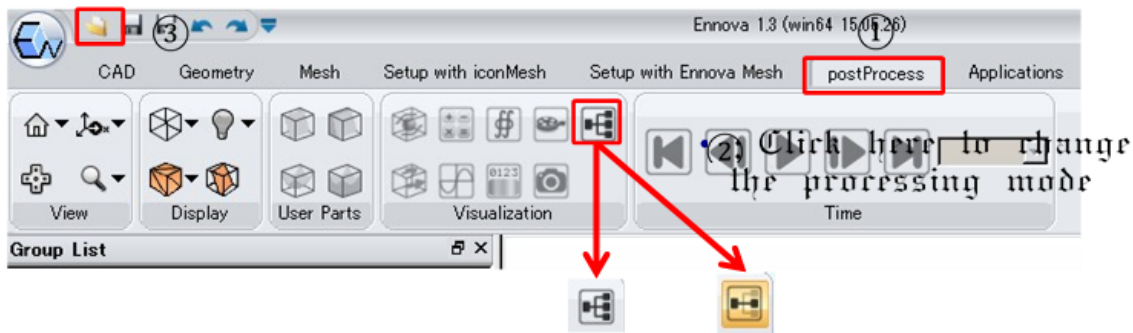 ③
Ennova 1.3 (win64 15.05.26)
①
CAD Geometry Mesh Setup with iconMesh Setup with Ennova Mesh postProcess Applications
② Click here to change
the processing mode
0123
View Display User Parts Visualization Time
Group List